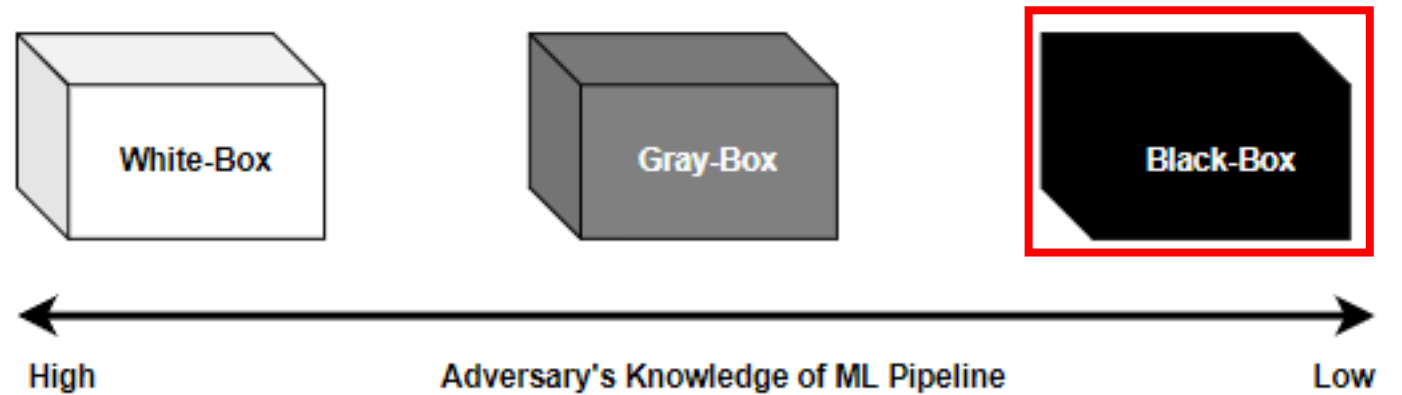 White-Box
Gray-Box
Black-Box
High
Adversary's Knowledge of ML Pipeline
Low